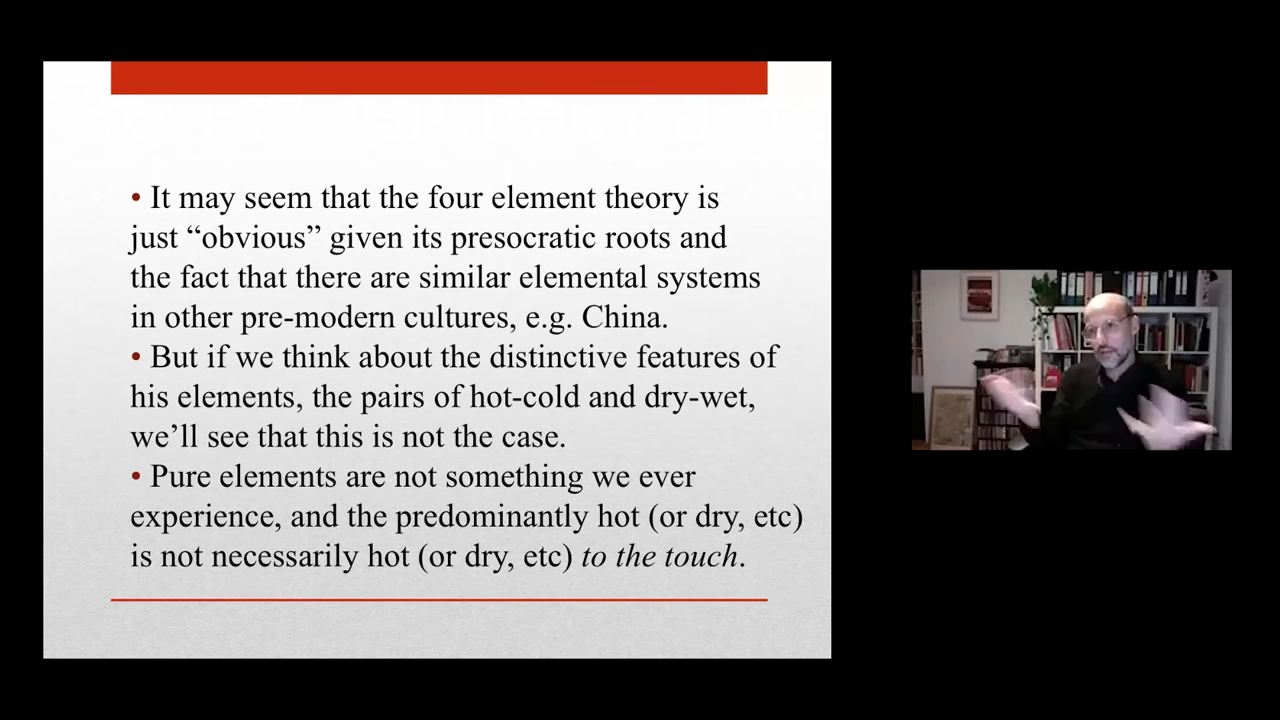 • It may seem that the four element theory is
just “obvious” given its presocratic roots and
the fact that there are similar elemental systems
in other pre-modern cultures, e.g. China.
• But if we think about the distinctive features of
his elements, the pairs of hot-cold and dry-wet,
we’ll see that this is not the case.
• Pure elements are not something we ever
experience, and the predominantly hot (or dry, etc)
is not necessarily hot (or dry, etc) to the touch.